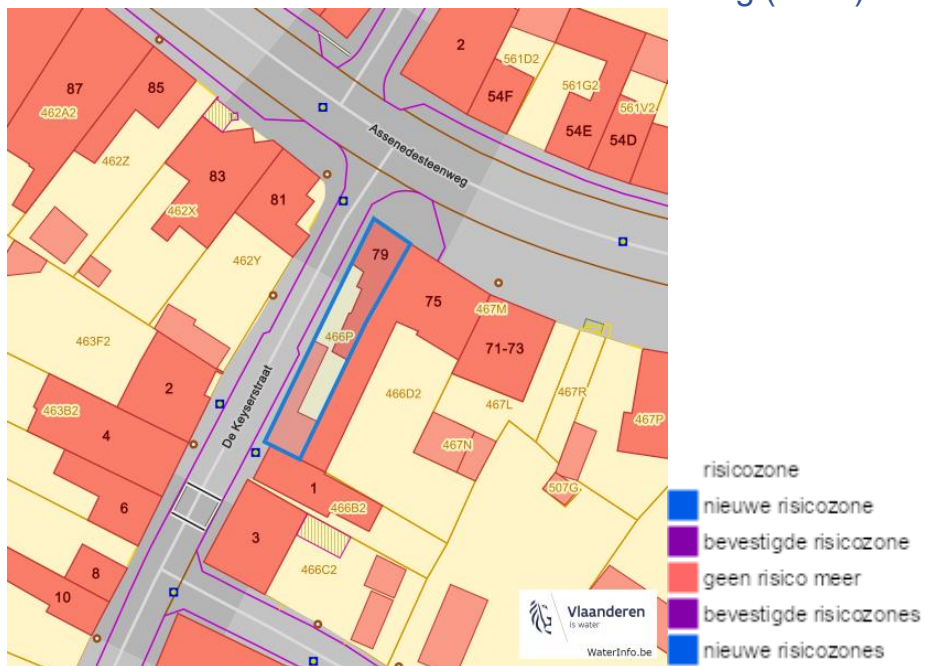 2
561D2
54F
561G2
561V2
54E
54D
87
462A2
85
Assenedesteenweg
462Z
83
462X
81
462Y
79
75
467M
466P
71-73
463F2
2
De Keyserstraat
466D2
467L
467R
463B2
4
467N
467P
1
466B2
507G
6
3
466C2
8
10
Vlaanderen
is water
WaterInfo.be
risicozone
nieuwe risicozone
bevestigde risicozone
geen risico meer
bevestigde risicozones
nieuwe risicozones